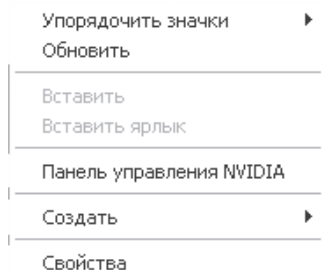 Упорядочить значки
Обновить
Вставить
Вставить ярлык
Панель управления NVIDIA
Создать
Свойства